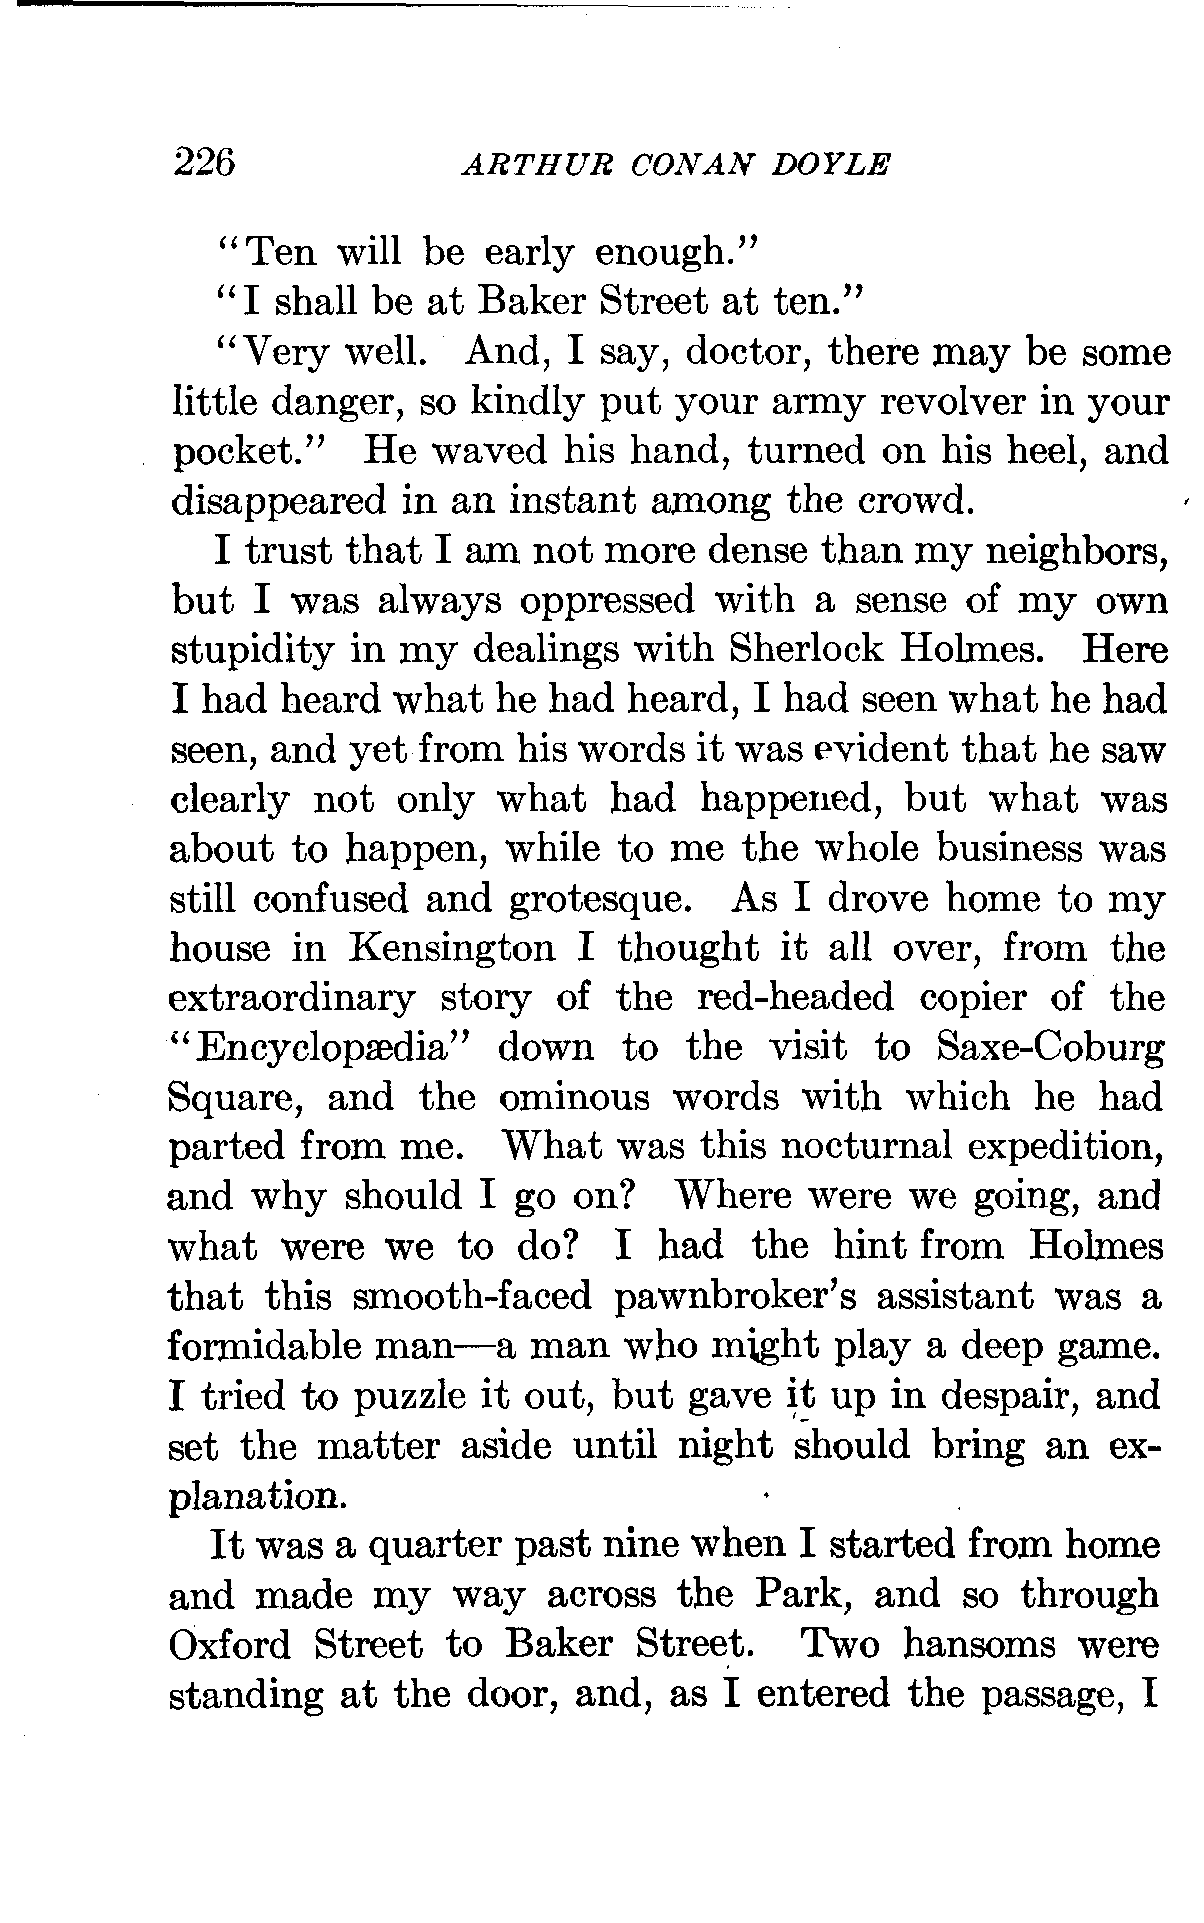 226 ARTHUR CONAN DOYLE
"Ten will be early enough."
"I shall be at Baker Street at ten."
"Very well. And, I say, doctor, there may be some
little danger, so kindly put your army revolver in your
pocket." He waved his hand, turned on his heel, and
disappeared in an instant among the crowd.
I trust that I am not more dense than my neighbors,
but I was always oppressed with a sense of my own
stupidity in my dealings with Sherlock Holmes. Here
I had heard what he had heard, I had seen what he had
seen, and yet from his words it was evident that he saw
clearly not only what had happened, but what was
about to happen, while to me the whole business was
still confused and grotesque. As I drove home to my
house in Kensington I thought it all over, from the
extraordinary story of the red-headed copier of the
"Encyclopædia" down to the visit to Saxe-Coburg
Square, and the ominous words with which he had
parted from me. What was this nocturnal expedition,
and why should I go on? Where were we going, and
what were we to do? I had the hint from Holmes
that this smooth-faced pawnbroker's assistant was a
formidable man—a man who might play a deep game.
I tried to puzzle it out, but gave it up in despair, and
set the matter aside until night should bring an ex-
planation.
It was a quarter past nine when I started from home
and made my way across the Park, and so through
Oxford Street to Baker Street. Two hansoms were
standing at the door, and, as I entered the passage, I